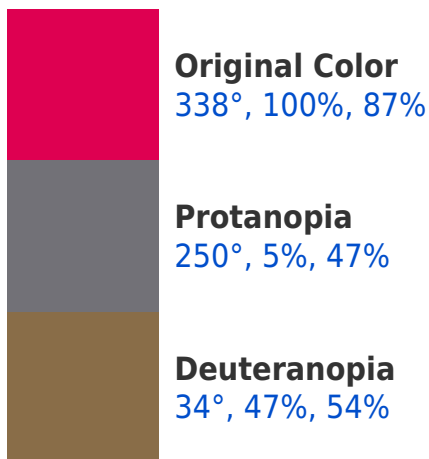 Original Color
338°, 100%, 87%
Protanopia
250°, 5%, 47%
Deuteranopia
34°, 47%, 54%